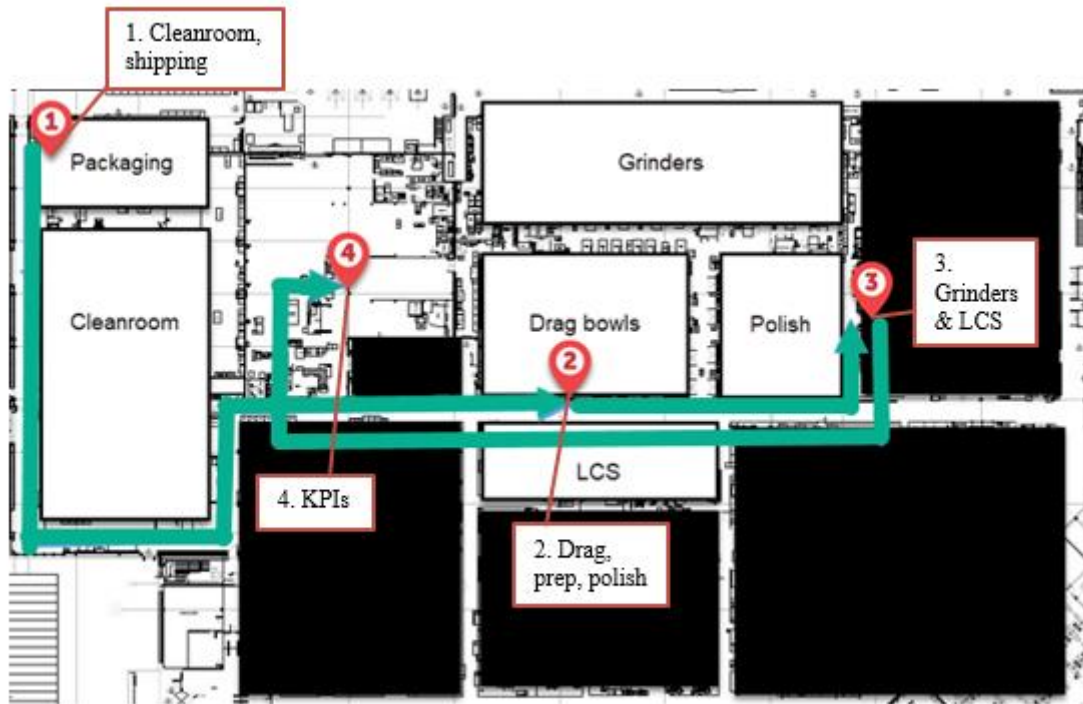 1. Cleanroom,
shipping
1
Packaging
Grinders
4
3
3.
Grinders
& LCS
Cleanroom
Drag bowls
Polish
2
LCS
4. KPIs
2. Drag,
prep, polish